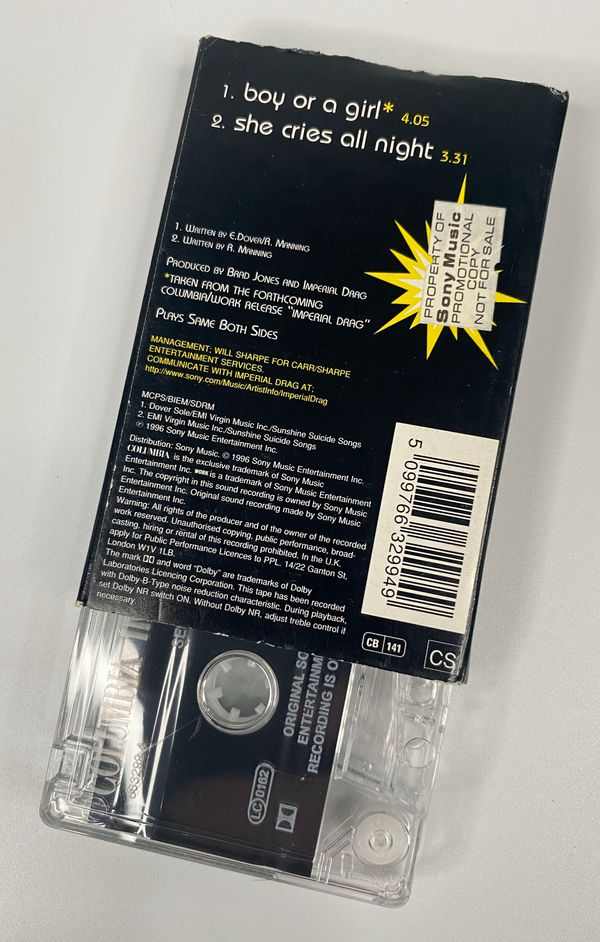 1. boy or a girl* 4.05
2. she cries all night 3.31
PROPERTY OF
Sony Music
PROMOTIONAL
COPY
NOT FOR SALE
1. Written by E.Dover/R. Manning
2. Written by R. Manning
Produced by Brad Jones and Imperial Drag
*Taken from the forthcoming
Columbia/Work release "Imperial Drag"
Plays Same Both Sides
MANAGEMENT: WILL SHARPE FOR CARR/SHARPE
ENTERTAINMENT SERVICES.
COMMUNICATE WITH IMPERIAL DRAG AT;
http://www.sony.com/Music/ArtistInfo/ImperialDrag
MCPS/BIEM/SDRM
1. Dover Sole/EMI Virgin Music Inc./Sunshine Suicide Songs
2. EMI Virgin Music Inc./Sunshine Suicide Songs
℗ 1996 Sony Music Entertainment Inc.
Distribution: Sony Music. © 1996 Sony Music Entertainment Inc.
COLUMBIA is the exclusive trademark of Sony Music
Entertainment Inc. WORK is a trademark of Sony Music Entertainment
Inc. The copyright in this sound recording is owned by Sony Music
Entertainment Inc. Original sound recording made by Sony Music
Entertainment Inc.
Warning: All rights of the producer and of the owner of the recorded
work reserved. Unauthorised copying, public performance, broad-
casting, hiring or rental of this recording prohibited. In the U.K.
apply for Public Performance Licences to PPL. 14/22 Ganton St,
London W1V 1LB.
The mark and word "Dolby" are trademarks of Dolby
Laboratories Licencing Corporation. This tape has been recorded
with Dolby-B-Type noise reduction characteristic. During playback,
set Dolby NR switch ON. Without Dolby NR, adjust treble control if
necessary.
5 099766 329949
CB 141
CS
COLUMBIA
SE
ORIGINAL SO
ENTERTAINM
RECORDING IS O
LC 0162